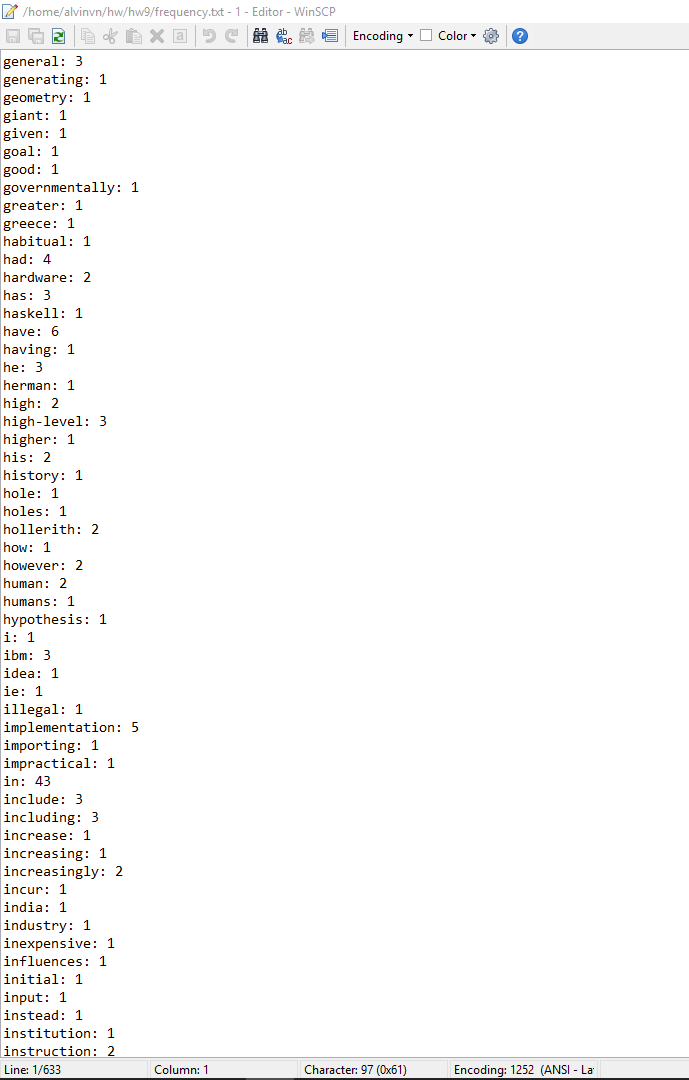 /home/alvinvn/hw/hw9/frequency.txt - 1 - Editor - WinSCP
Encoding Color
general: 3
generating: 1
geometry: 1
giant: 1
given: 1
goal: 1
good: 1
governmentally: 1
greater: 1
greece: 1
habitual: 1
had: 4
hardware: 2
has: 3
haskell: 1
have: 6
having: 1
he: 3
herman: 1
high: 2
high-level: 3
higher: 1
his: 2
history: 1
hole: 1
holes: 1
hollerith: 2
how: 1
however: 2
human: 2
humans: 1
hypothesis: 1
i: 1
ibm: 3
idea: 1
ie: 1
illegal: 1
implementation: 5
importing: 1
impractical: 1
in: 43
include: 3
including: 3
increase: 1
increasing: 1
increasingly: 2
incur: 1
india: 1
industry: 1
inexpensive: 1
influences: 1
initial: 1
input: 1
instead: 1
institution: 1
instruction: 2
Line: 1/633 Column: 1 Character: 97 (0x61) Encoding: 1252 (ANSI - La